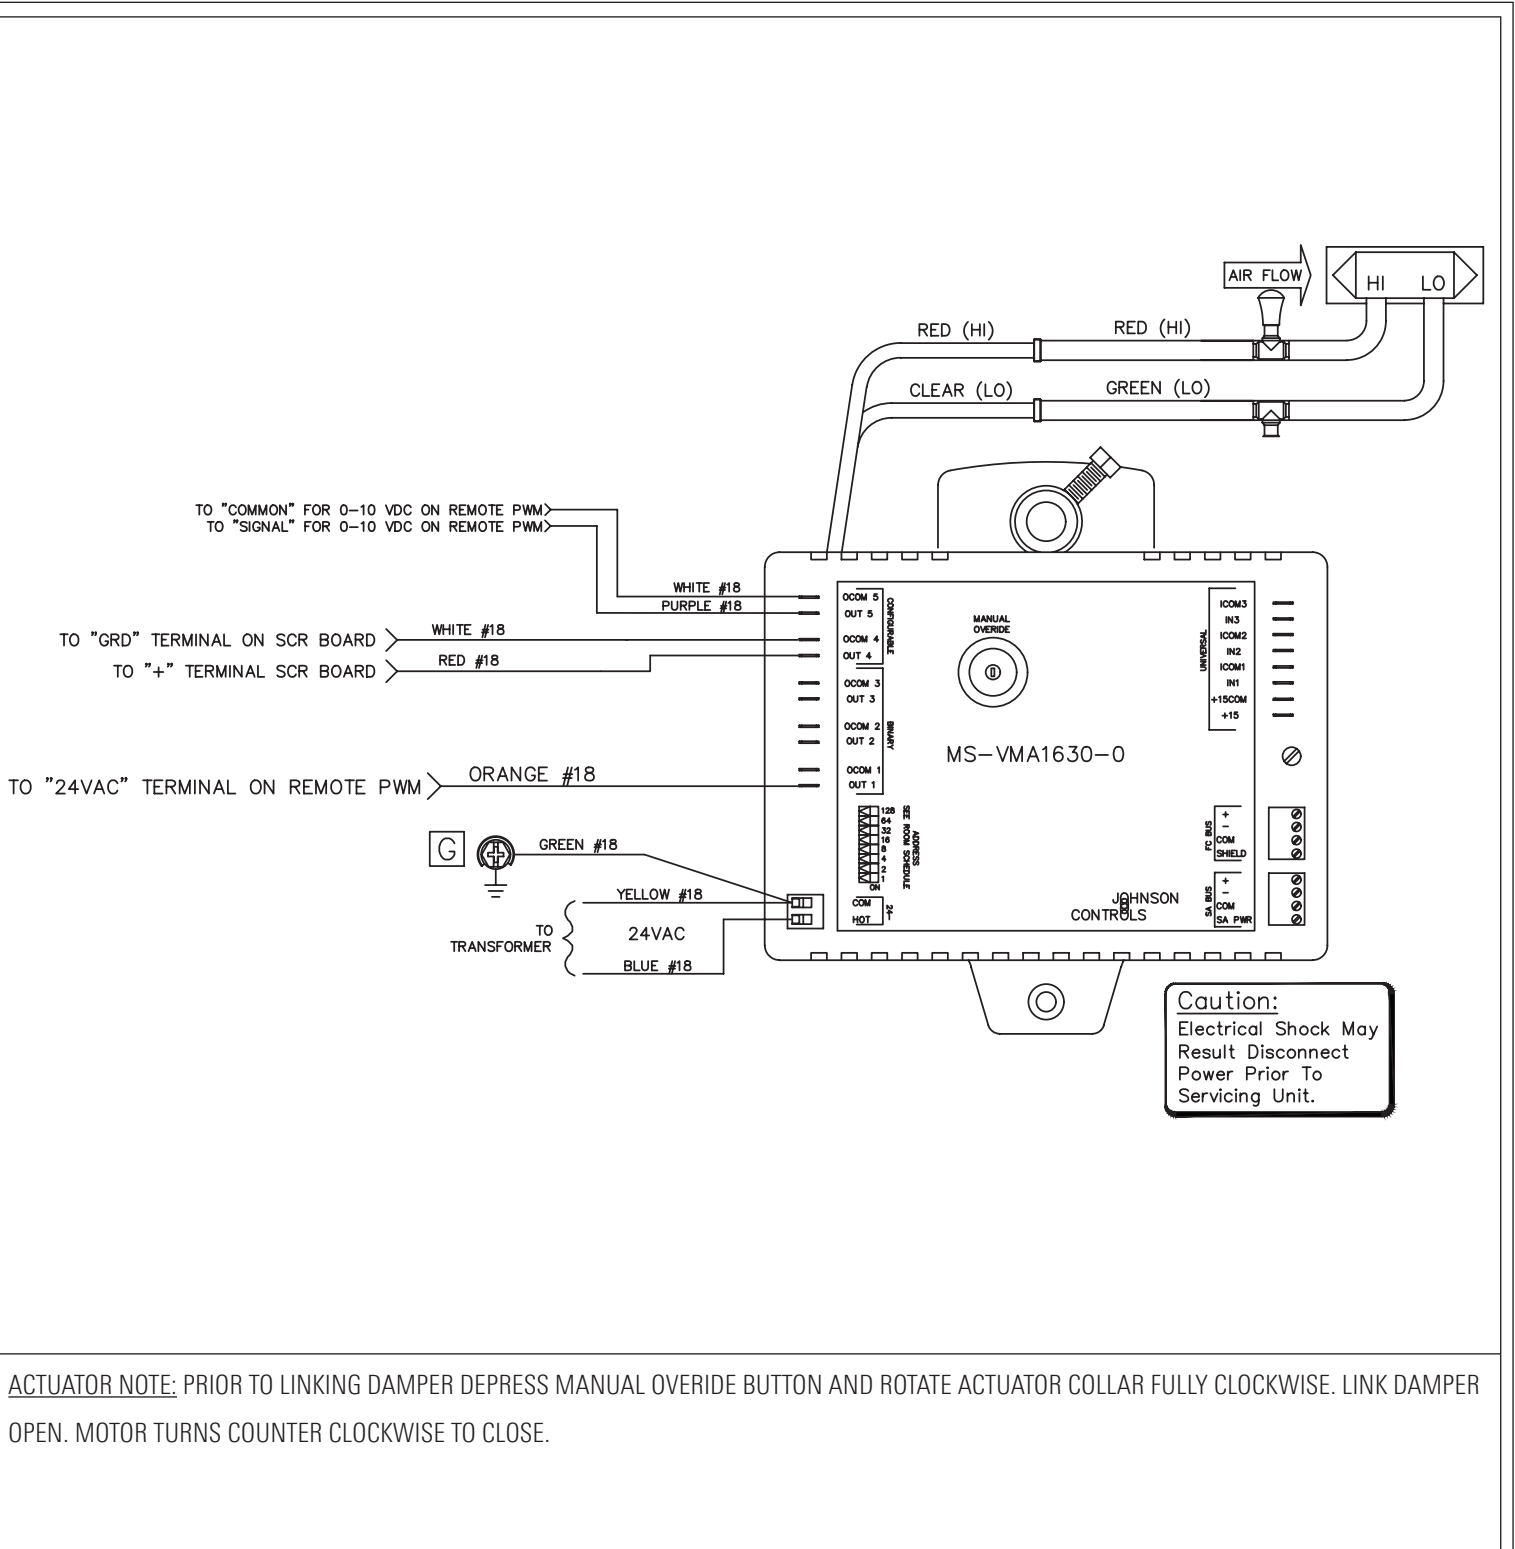 AIR FLOW
HI LO
RED (HI) RED (HI)
CLEAR (LO) GREEN (LO)
TO "COMMON" FOR 0-10 VDC ON REMOTE PWM
TO "SIGNAL" FOR 0-10 VDC ON REMOTE PWM
WHITE #18
PURPLE #18
TO "GRD" TERMINAL ON SCR BOARD
WHITE #18
TO "+" TERMINAL SCR BOARD
RED #18
TO "24VAC" TERMINAL ON REMOTE PWM
ORANGE #18
G
GREEN #18
YELLOW #18
TO
TRANSFORMER
24VAC
BLUE #18
OCOM 5
OUT 5
OCOM 4
OUT 4
CONFIGURABLE
OCOM 3
OUT 3
OCOM 2
OUT 2
OCOM 1
OUT 1
BINARY
128
64
32
16
8
4
2
1
ON
ADDRESS
SEE ROOM SCHEDULE
COM
HOT
24~
MANUAL
OVERIDE
MS-VMA1630-0
JOHNSON
CONTROLS
UNIVERSAL
ICOM3
IN3
ICOM2
IN2
ICOM1
IN1
+15COM
+15
FC BUS
+
-
COM
SHIELD
SA BUS
+
-
COM
SA PWR
Caution:
Electrical Shock May
Result Disconnect
Power Prior To
Servicing Unit.
ACTUATOR NOTE: PRIOR TO LINKING DAMPER DEPRESS MANUAL OVERIDE BUTTON AND ROTATE ACTUATOR COLLAR FULLY CLOCKWISE. LINK DAMPER
OPEN. MOTOR TURNS COUNTER CLOCKWISE TO CLOSE.